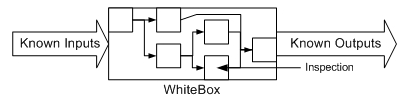 Known Inputs
Known Outputs
Inspection
WhiteBox